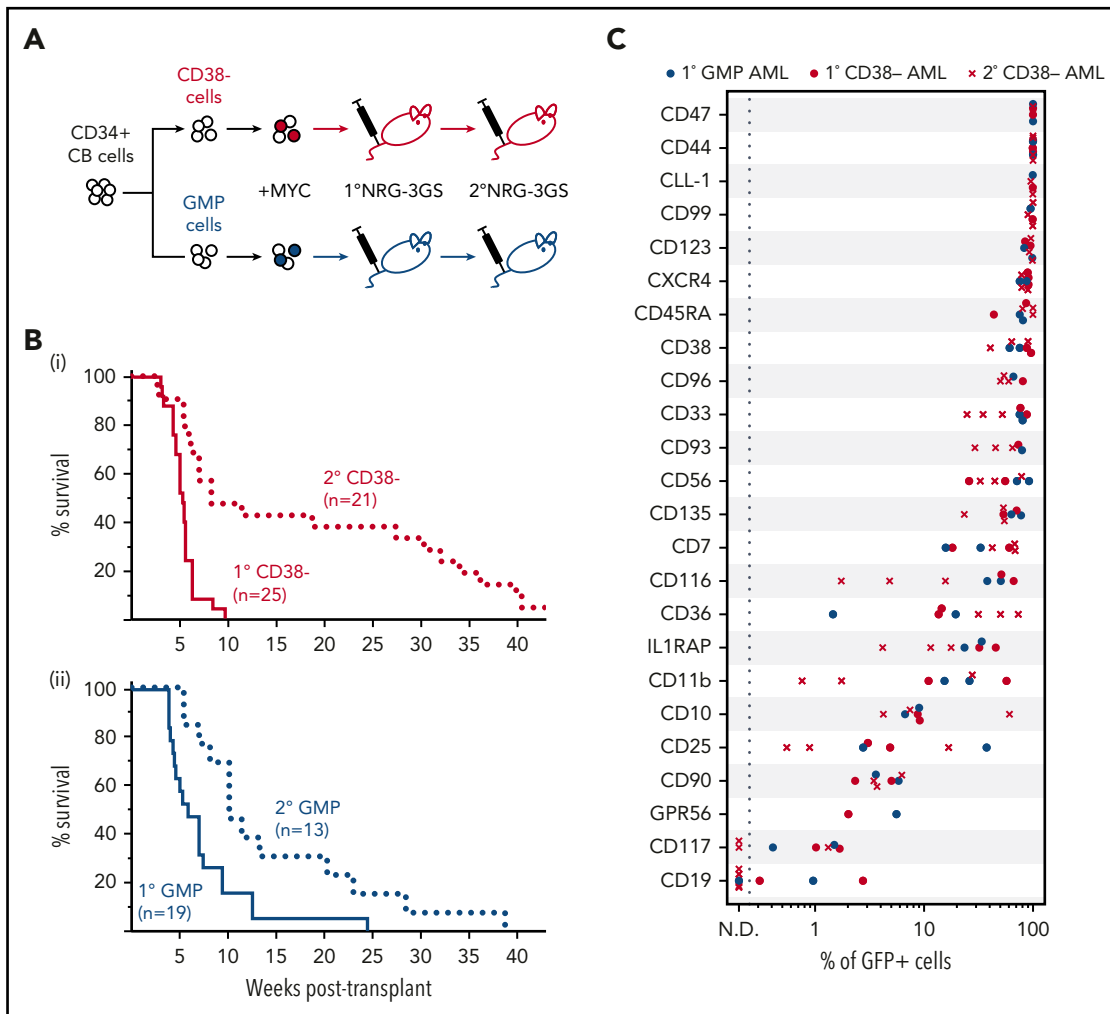 A
CD38-
cells
CD34+
CB cells
+MYC
1°NRG-3GS
2°NRG-3GS
GMP
cells
B
(i)
100
80
60
40
20
% survival
2° CD38-
(n=21)
1° CD38-
(n=25)
5 10 15 20 25 30 35 40
(ii)
100
80
60
40
20
% survival
2° GMP
(n=13)
1° GMP
(n=19)
5 10 15 20 25 30 35 40
Weeks post-transplant
C
1° GMP AML 1° CD38– AML 2° CD38– AML
CD47
CD44
CLL-1
CD99
CD123
CXCR4
CD45RA
CD38
CD96
CD33
CD93
CD56
CD135
CD7
CD116
CD36
IL1RAP
CD11b
CD10
CD25
CD90
GPR56
CD117
CD19
N.D. 1 10 100
% of GFP+ cells